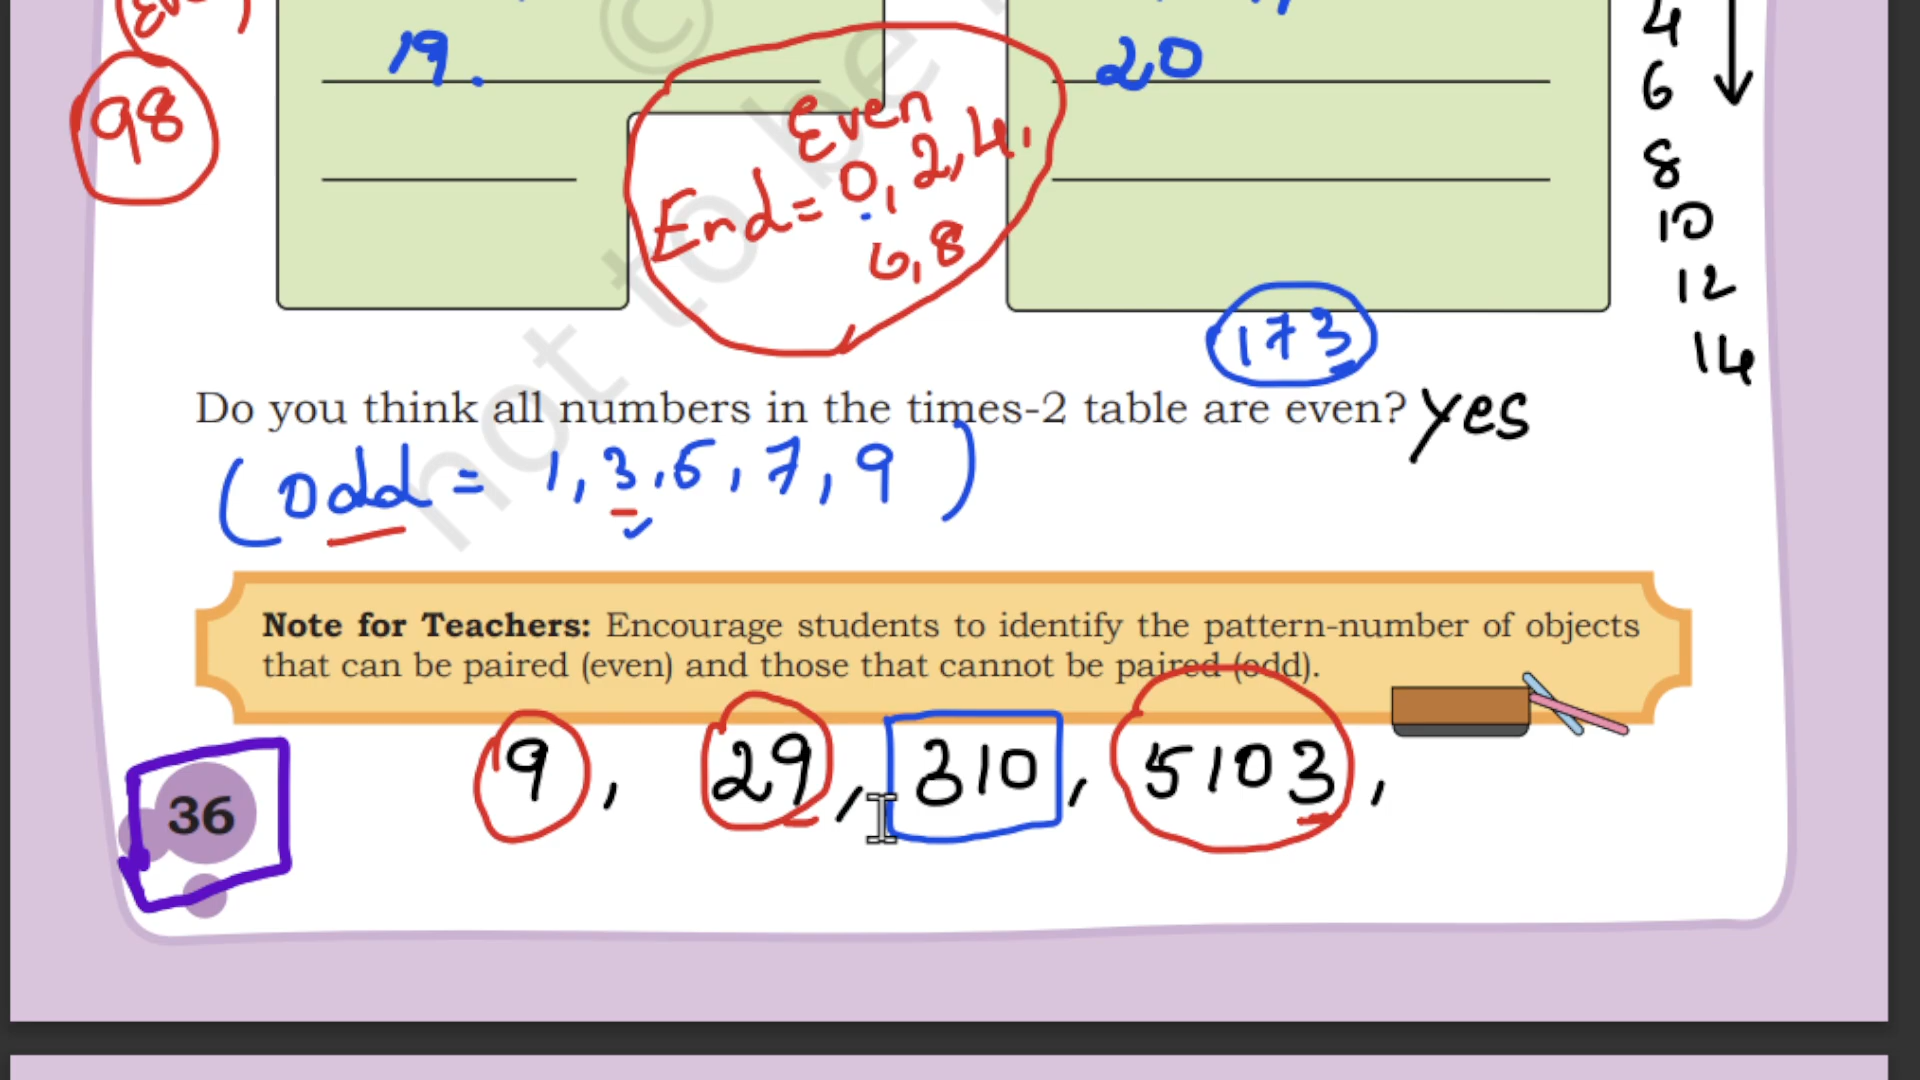 19.
20
4
6
8
10
12
14
98
Even
End = 0, 2, 4,
6, 8
173
Do you think all numbers in the times-2 table are even? Yes
(odd = 1, 3, 5, 7, 9)
Note for Teachers: Encourage students to identify the pattern-number of objects
that can be paired (even) and those that cannot be paired (odd).
9, 29, 310, 5103,
36
© not to be